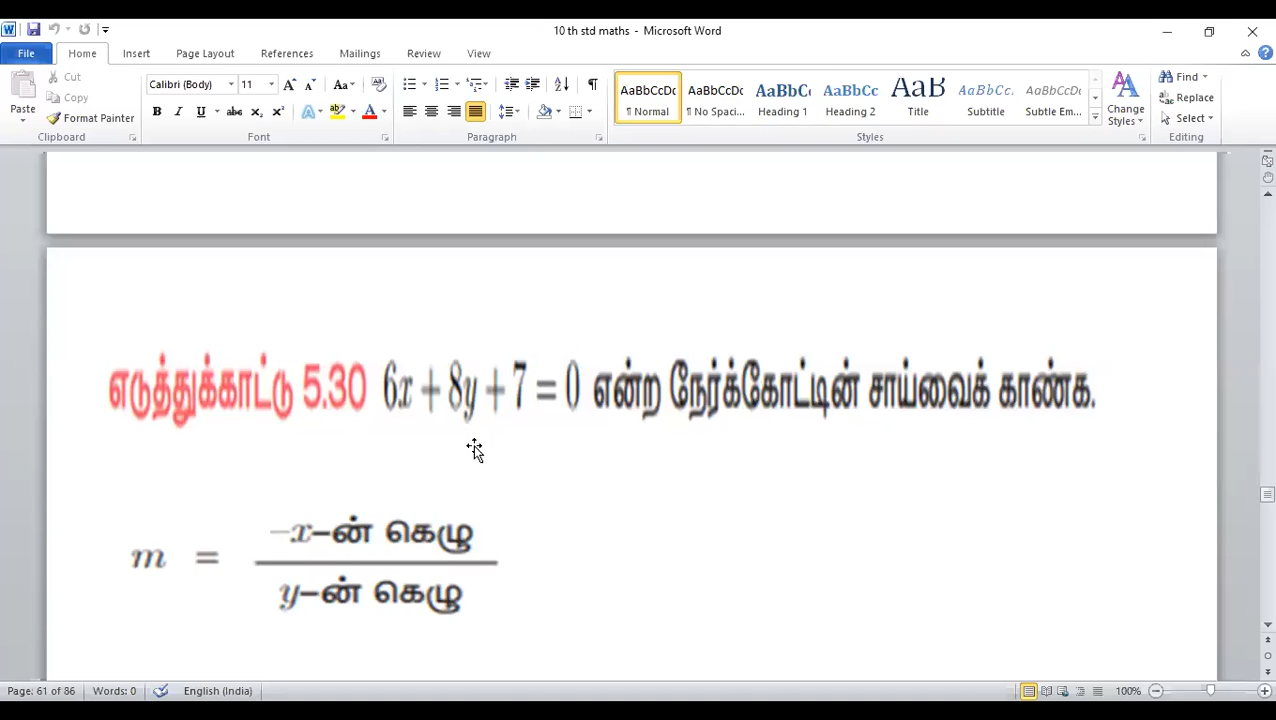 10 th std maths - Microsoft Word
File Home Insert Page Layout References Mailings Review View
Paste Cut Copy Format Painter Clipboard
Calibri (Body) 11 Font
Paragraph
AaBbCcDc ¶ Normal
AaBbCcDc ¶ No Spaci...
AaBbCc Heading 1
AaBbCc Heading 2
AaB Title
AaBbCc. Subtitle
AaBbCcDc Subtle Em...
Change Styles Styles
Find Replace Select Editing
எடுத்துக்காட்டு 5.30 6x + 8y + 7 = 0 என்ற நேர்க்கோட்டின் சாய்வைக் காண்க.
–x–ன் கெழு
m =
y–ன் கெழு
Page: 61 of 86 Words: 0 English (India) 100%